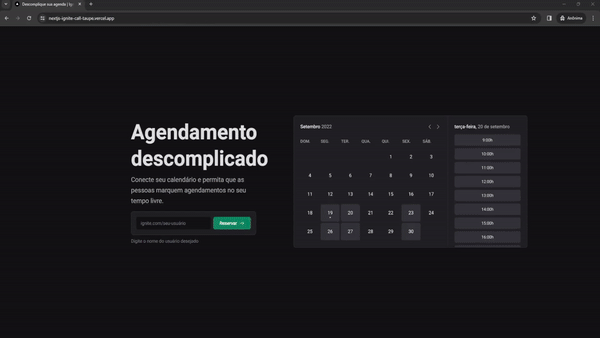 Descomplique sua agenda | Ig
nextjs-ignite-call-taupe.vercel.app
Anônima
Agendamento
descomplicado
Conecte seu calendário e permita que as
pessoas marquem agendamentos no seu
tempo livre.
ignite.com/seu-usuário
Reservar →
Digite o nome do usuário desejado
Setembro 2022
DOM. SEG. TER. QUA. QUI. SEX. SÁB.
1 2 3
4 5 6 7 8 9 10
11 12 13 14 15 16 17
18 19 20 21 22 23 24
25 26 27 28 29 30
terça-feira, 20 de setembro
9:00h
10:00h
11:00h
12:00h
13:00h
14:00h
15:00h
16:00h